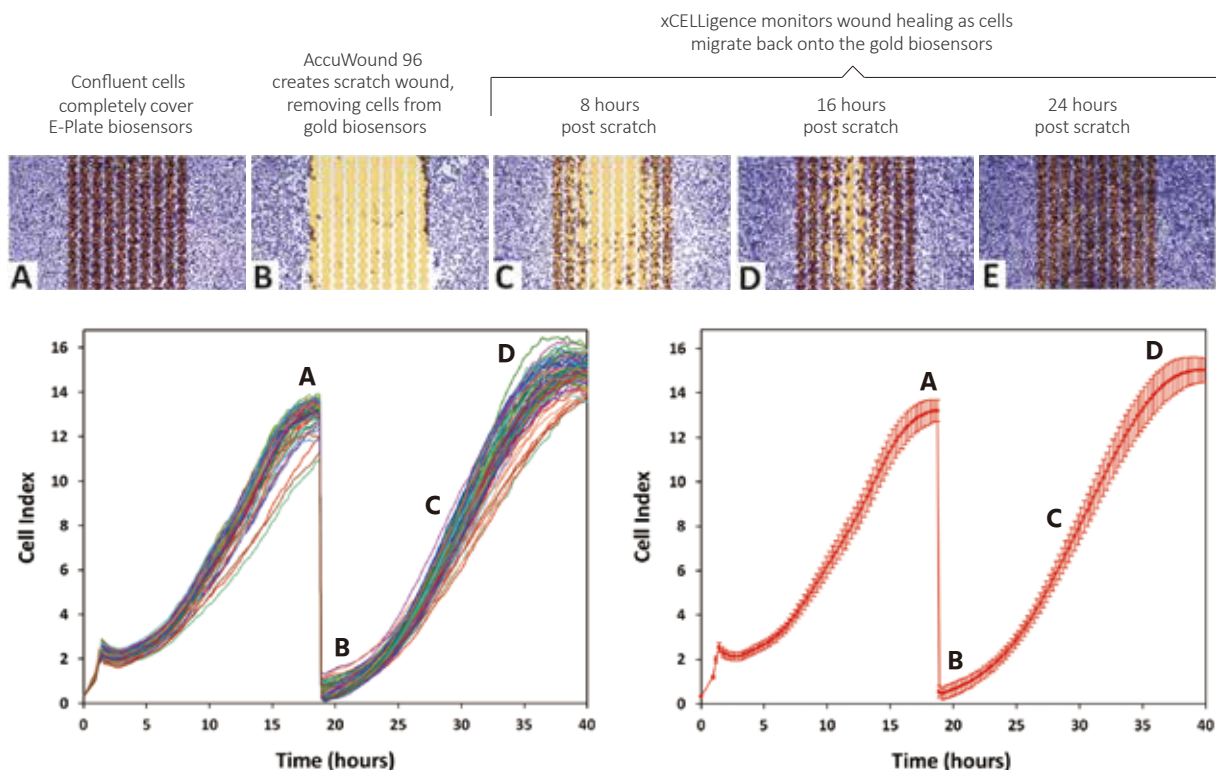 xCELLigence monitors wound healing as cells
migrate back onto the gold biosensors
Confluent cells
completely cover
E-Plate biosensors
AccuWound 96
creates scratch wound,
removing cells from
gold biosensors
8 hours
post scratch
16 hours
post scratch
24 hours
post scratch
A
B
C
D
E
16
14
12
10
8
6
4
2
0
Cell Index
A
B
C
D
0 5 10 15 20 25 30 35 40
Time (hours)
16
14
12
10
8
6
4
2
0
Cell Index
A
B
C
D
0 5 10 15 20 25 30 35 40
Time (hours)